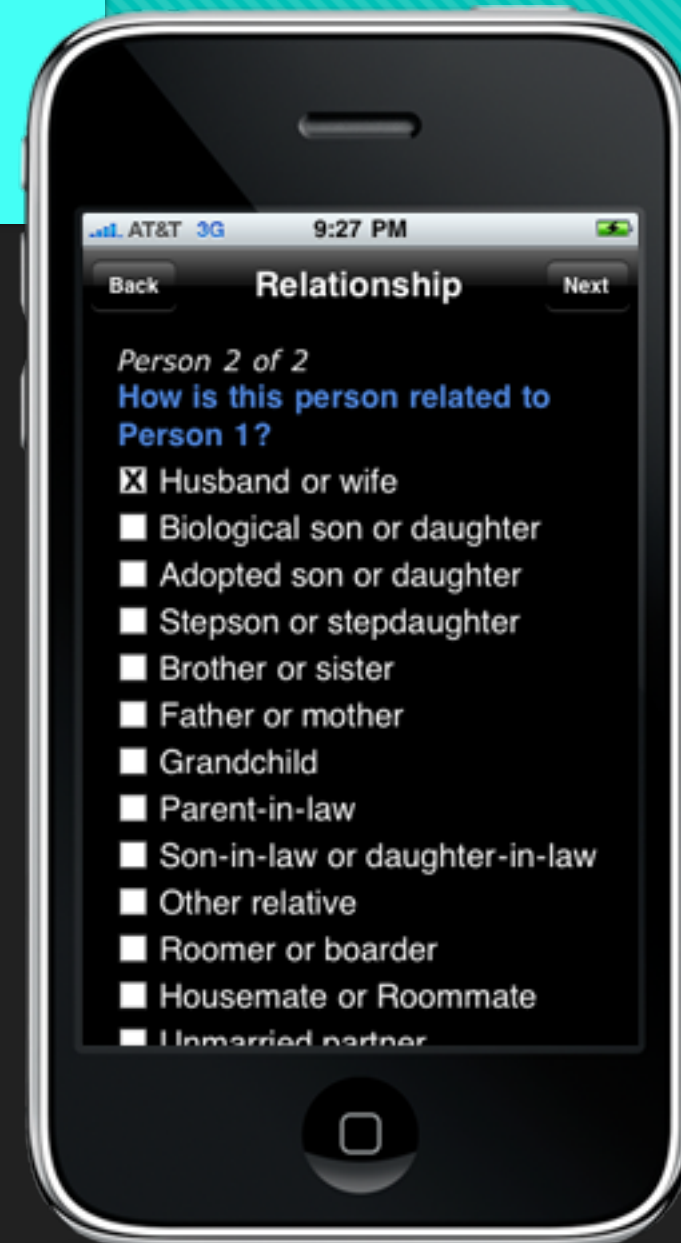 AT&T 3G 9:27 PM
Back Relationship Next
Person 2 of 2
How is this person related to
Person 1?
X Husband or wife
Biological son or daughter
Adopted son or daughter
Stepson or stepdaughter
Brother or sister
Father or mother
Grandchild
Parent-in-law
Son-in-law or daughter-in-law
Other relative
Roomer or boarder
Housemate or Roommate
Unmarried partner